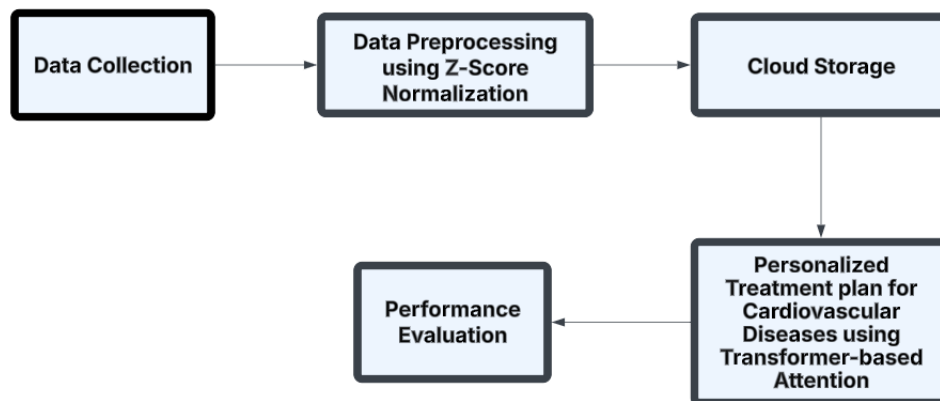 Data Collection
Data Preprocessing
using Z-Score
Normalization
Cloud Storage
Personalized
Treatment plan for
Cardiovascular
Diseases using
Transformer-based
Attention
Performance
Evaluation